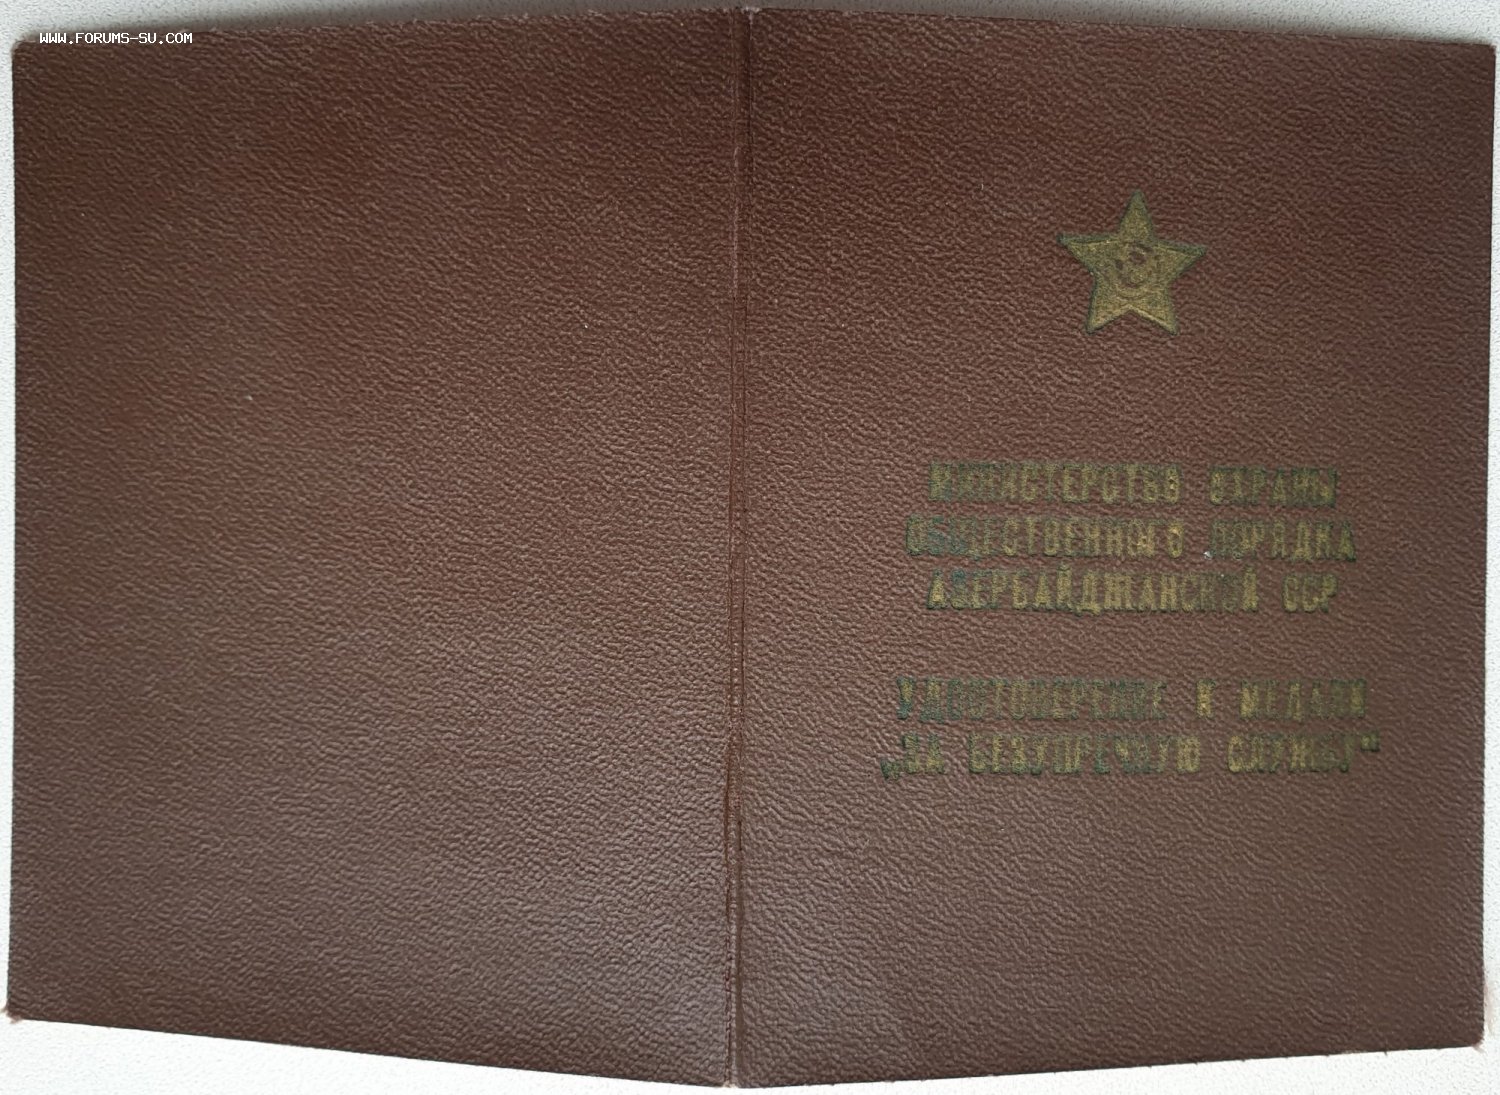 WWW.FORUMS-SU.COM
МИНИСТЕРСТВО ОХРАНЫ
ОБЩЕСТВЕННОГО ПОРЯДКА
АЗЕРБАЙДЖАНСКОЙ ССР
УДОСТОВЕРЕНИЕ К МЕДАЛИ
„ЗА БЕЗУПРЕЧНУЮ СЛУЖБУ"